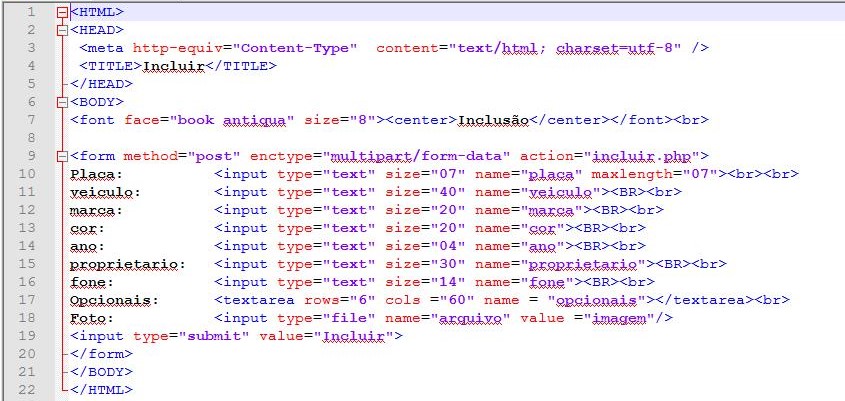 1 <HTML>
2 <HEAD>
3 <meta http-equiv="Content-Type"  content="text/html; charset=utf-8" />
4 <TITLE>Incluir</TITLE>
5 </HEAD>
6 <BODY>
7 <font face="book antiqua" size="8"><center>Inclusão</center></font><br>
8
9 <form method="post" enctype="multipart/form-data" action="incluir.php">
10 Placa:          <input type="text" size="07" name="placa" maxlength="07"><br><br>
11 veiculo:        <input type="text" size="40" name="veiculo"><BR><br>
12 marca:          <input type="text" size="20" name="marca"><BR><br>
13 cor:            <input type="text" size="20" name="cor"><BR><br>
14 ano:            <input type="text" size="04" name="ano"><BR><br>
15 proprietario:   <input type="text" size="30" name="proprietario"><BR><br>
16 fone:           <input type="text" size="14" name="fone"><BR><br>
17 Opcionais:      <textarea rows="6" cols ="60" name = "opcionais"></textarea><br>
18 Foto:           <input type="file" name="arquivo" value ="imagem"/>
19 <input type="submit" value="Incluir">
20 </form>
21 </BODY>
22 </HTML>